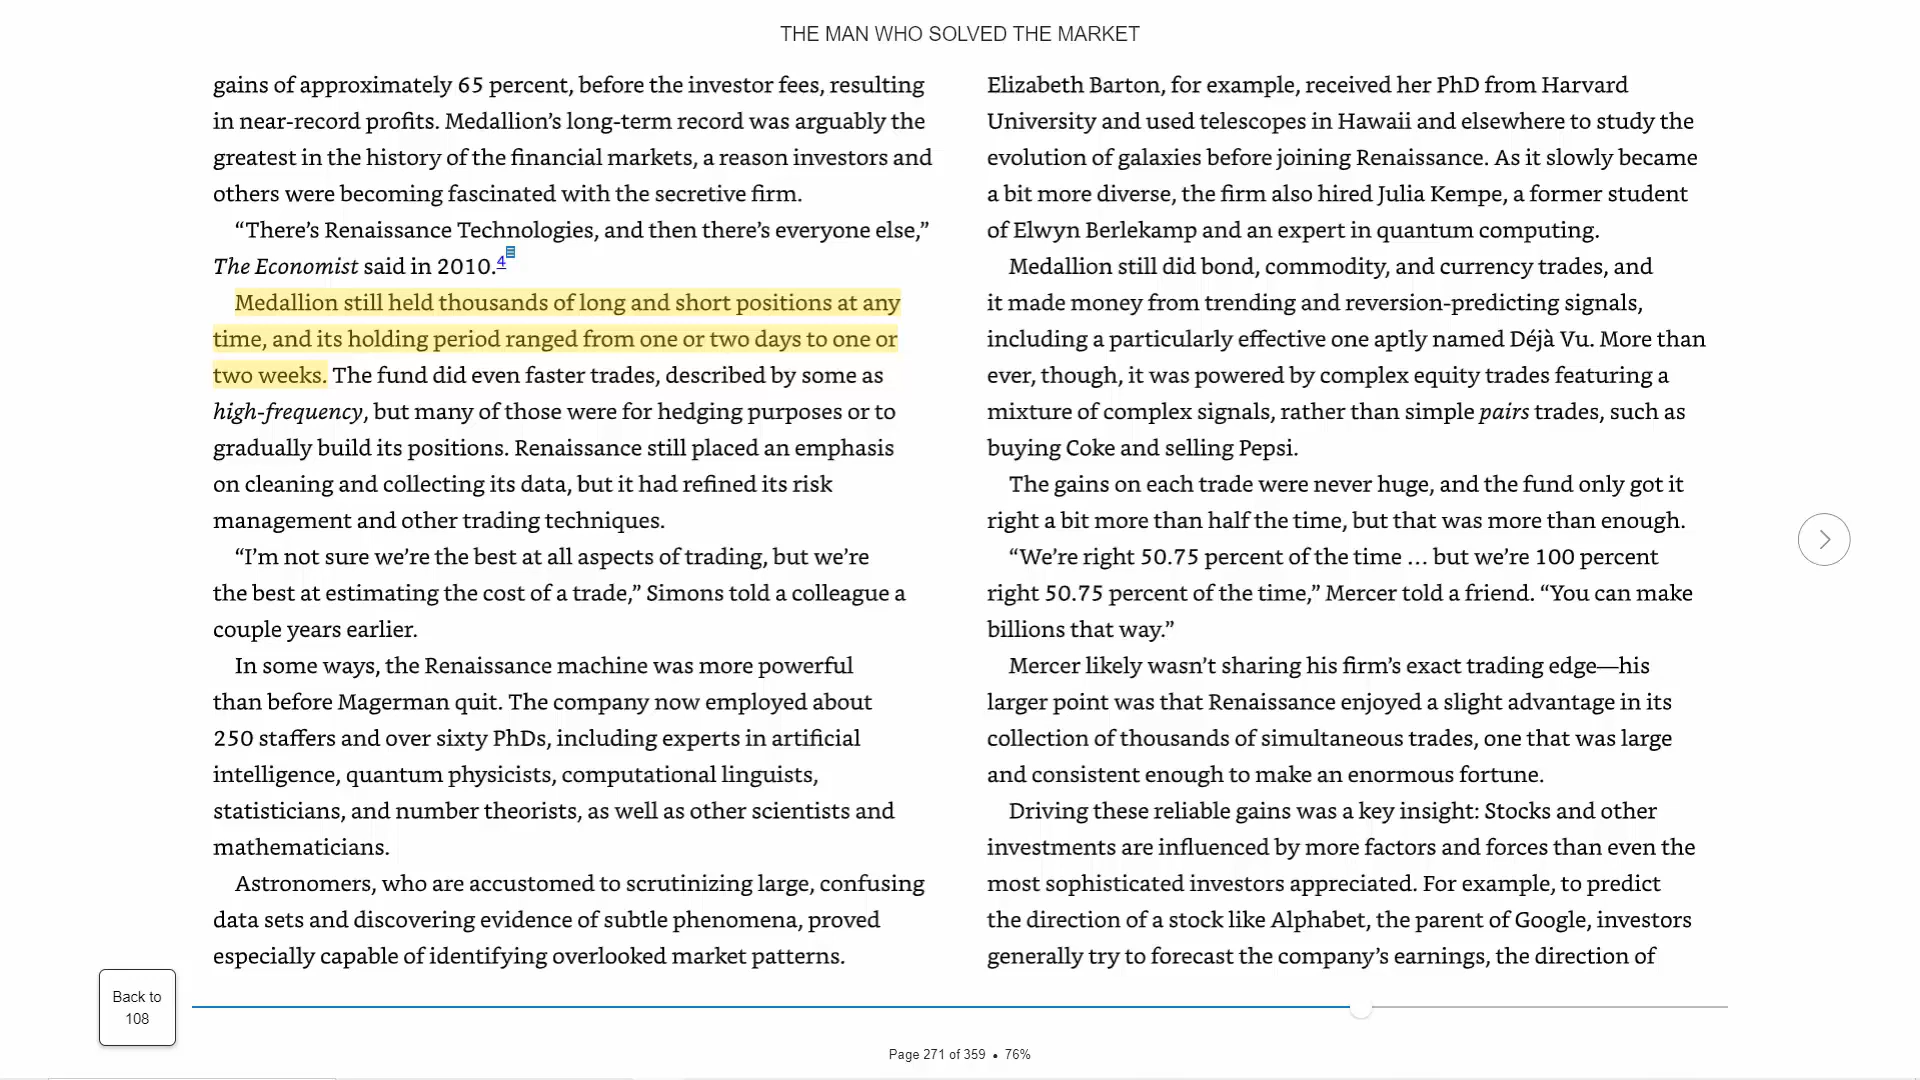 THE MAN WHO SOLVED THE MARKET
gains of approximately 65 percent, before the investor fees, resulting
in near-record profits. Medallion’s long-term record was arguably the
greatest in the history of the financial markets, a reason investors and
others were becoming fascinated with the secretive firm.
“There’s Renaissance Technologies, and then there’s everyone else,”
The Economist said in 2010.4
Medallion still held thousands of long and short positions at any
time, and its holding period ranged from one or two days to one or
two weeks. The fund did even faster trades, described by some as
high-frequency, but many of those were for hedging purposes or to
gradually build its positions. Renaissance still placed an emphasis
on cleaning and collecting its data, but it had refined its risk
management and other trading techniques.
“I’m not sure we’re the best at all aspects of trading, but we’re
the best at estimating the cost of a trade,” Simons told a colleague a
couple years earlier.
In some ways, the Renaissance machine was more powerful
than before Magerman quit. The company now employed about
250 staffers and over sixty PhDs, including experts in artificial
intelligence, quantum physicists, computational linguists,
statisticians, and number theorists, as well as other scientists and
mathematicians.
Astronomers, who are accustomed to scrutinizing large, confusing
data sets and discovering evidence of subtle phenomena, proved
especially capable of identifying overlooked market patterns.
Elizabeth Barton, for example, received her PhD from Harvard
University and used telescopes in Hawaii and elsewhere to study the
evolution of galaxies before joining Renaissance. As it slowly became
a bit more diverse, the firm also hired Julia Kempe, a former student
of Elwyn Berlekamp and an expert in quantum computing.
Medallion still did bond, commodity, and currency trades, and
it made money from trending and reversion-predicting signals,
including a particularly effective one aptly named Déjà Vu. More than
ever, though, it was powered by complex equity trades featuring a
mixture of complex signals, rather than simple pairs trades, such as
buying Coke and selling Pepsi.
The gains on each trade were never huge, and the fund only got it
right a bit more than half the time, but that was more than enough.
“We’re right 50.75 percent of the time … but we’re 100 percent
right 50.75 percent of the time,” Mercer told a friend. “You can make
billions that way.”
Mercer likely wasn’t sharing his firm’s exact trading edge—his
larger point was that Renaissance enjoyed a slight advantage in its
collection of thousands of simultaneous trades, one that was large
and consistent enough to make an enormous fortune.
Driving these reliable gains was a key insight: Stocks and other
investments are influenced by more factors and forces than even the
most sophisticated investors appreciated. For example, to predict
the direction of a stock like Alphabet, the parent of Google, investors
generally try to forecast the company’s earnings, the direction of
Back to
108
Page 271 of 359 • 76%